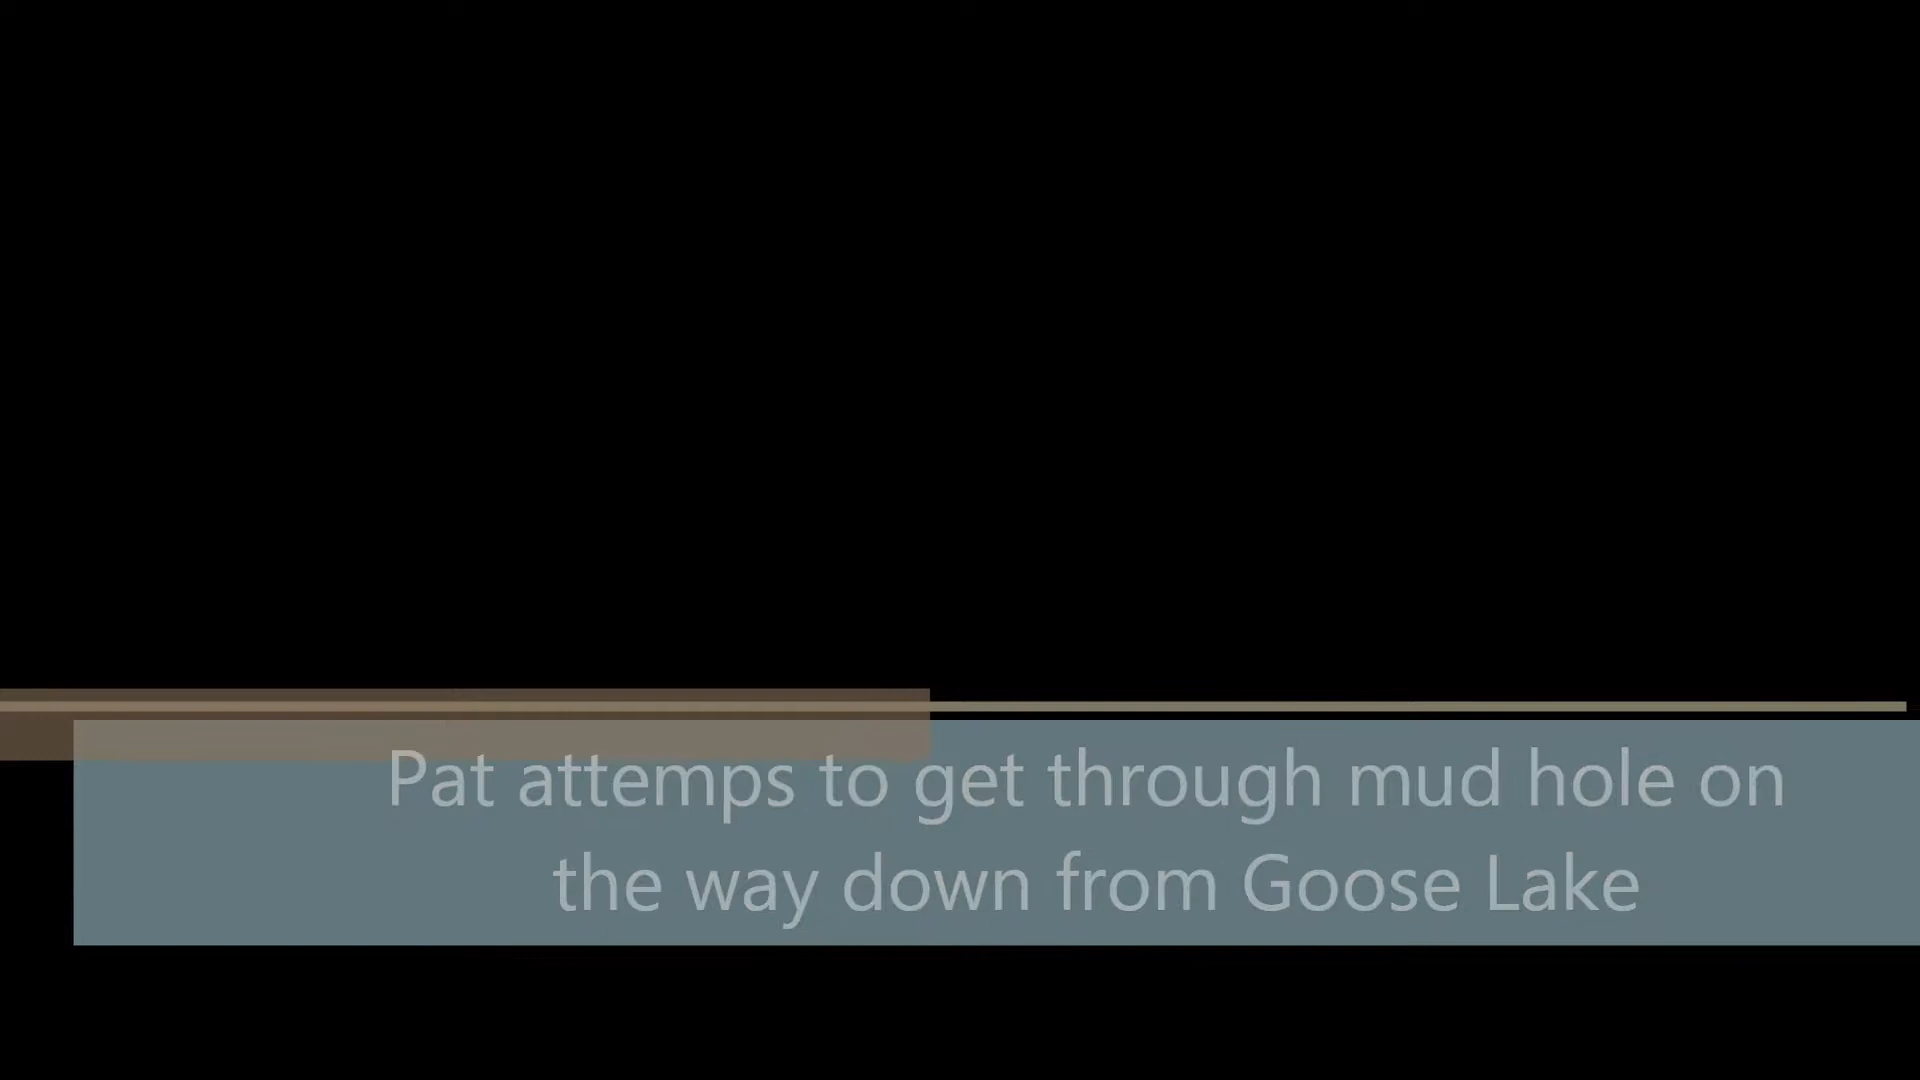 Pat attemps to get through mud hole on
the way down from Goose Lake